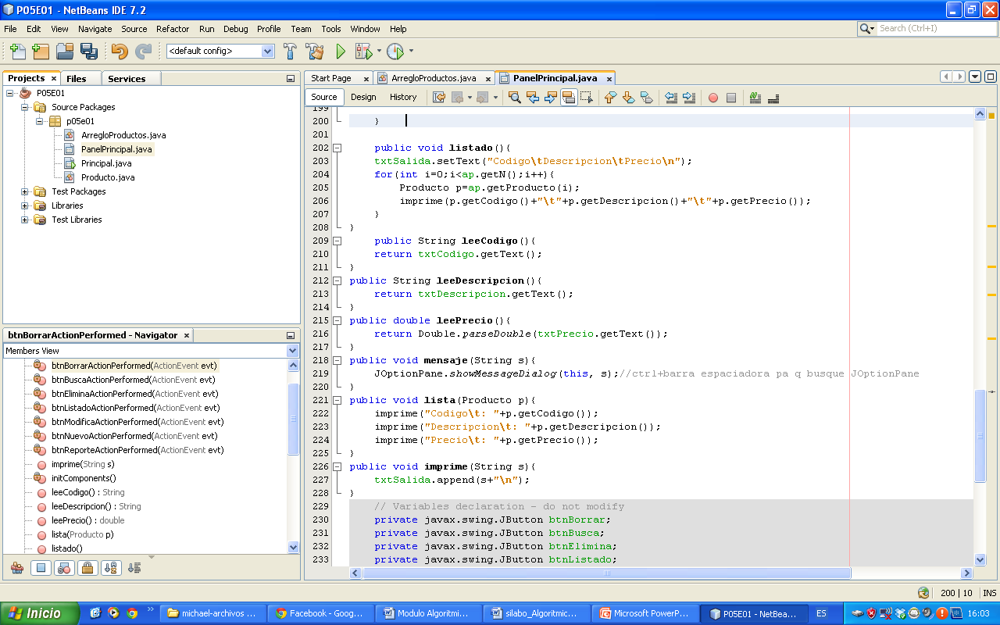 P05E01 - NetBeans IDE 7.2
File Edit View Navigate Source Refactor Run Debug Profile Team Tools Window Help
Search (Ctrl+I)
<default config>
Projects × Files Services
P05E01
Source Packages
p05e01
ArregloProductos.java
PanelPrincipal.java
Principal.java
Producto.java
Test Packages
Libraries
Test Libraries
btnBorrarActionPerformed - Navigator ×
Members View
btnBorrarActionPerformed(ActionEvent evt)
btnBuscaActionPerformed(ActionEvent evt)
btnEliminaActionPerformed(ActionEvent evt)
btnListadoActionPerformed(ActionEvent evt)
btnModificaActionPerformed(ActionEvent evt)
btnNuevoActionPerformed(ActionEvent evt)
btnReporteActionPerformed(ActionEvent evt)
imprime(String s)
initComponents()
leeCodigo() : String
leeDescripcion() : String
leePrecio() : double
lista(Producto p)
listado()
Start Page × ArregloProductos.java × PanelPrincipal.java ×
Source Design History
199
200 }
201
202 public void listado(){
203 txtSalida.setText("Codigo\tDescripcion\tPrecio\n");
204 for(int i=0;i<ap.getN();i++){
205 Producto p=ap.getProducto(i);
206 imprime(p.getCodigo()+"\t"+p.getDescripcion()+"\t"+p.getPrecio());
207 }
208 }
209 public String leeCodigo(){
210 return txtCodigo.getText();
211 }
212 public String leeDescripcion(){
213 return txtDescripcion.getText();
214 }
215 public double leePrecio(){
216 return Double.parseDouble(txtPrecio.getText());
217 }
218 public void mensaje(String s){
219 JOptionPane.showMessageDialog(this, s);//ctrl+barra espaciadora pa q busque JOptionPane
220 }
221 public void lista(Producto p){
222 imprime("Codigo\t: "+p.getCodigo());
223 imprime("Descripcion\t: "+p.getDescripcion());
224 imprime("Precio\t: "+p.getPrecio());
225 }
226 public void imprime(String s){
227 txtSalida.append(s+"\n");
228 }
229 // Variables declaration - do not modify
230 private javax.swing.JButton btnBorrar;
231 private javax.swing.JButton btnBusca;
232 private javax.swing.JButton btnElimina;
233 private javax.swing.JButton btnListado;
200 | 10 INS
Inicio
michael-archivos ...
Facebook - Goog...
Modulo Algoritmi...
silabo_Algoritmic...
Microsoft PowerP...
P05E01 - NetBea...
ES
16:03